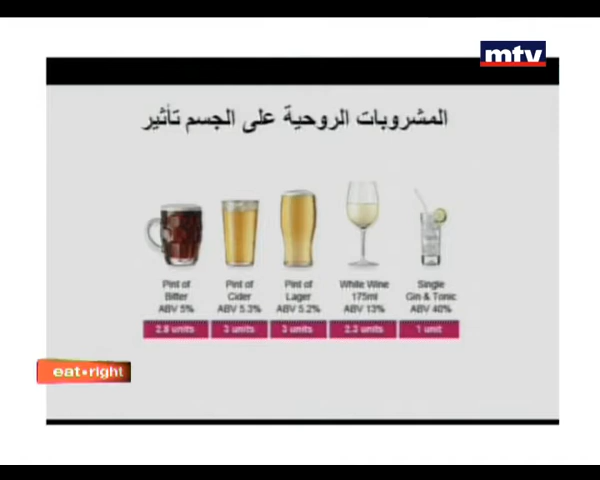 mtv
المشروبات الروحية على الجسم تأثير
Pint of Bitter ABV 5%
Pint of Cider ABV 5.3%
Pint of Lager ABV 5.2%
White Wine 175ml ABV 13%
Single Gin & Tonic ABV 40%
2.8 units
3 units
3 units
2.3 units
1 unit
eat•right